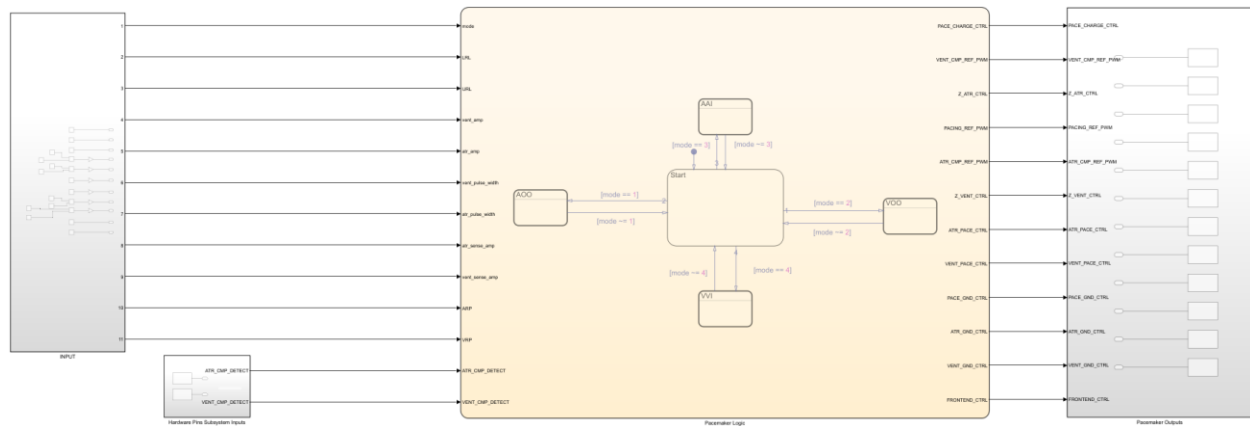 1
2
3
4
5
6
7
8
9
10
11
INPUT
ATR_CMP_DETECT
VENT_CMP_DETECT
Hardware Pins Subsystem Inputs
mode
LRL
URL
vent_amp
atr_amp
vent_pulse_width
atr_pulse_width
atr_sense_amp
vent_sense_amp
ARP
VRP
ATR_CMP_DETECT
VENT_CMP_DETECT
AAI
[mode == 3]
[mode ~= 3]
3
Start
AOO
[mode == 1]
2
[mode ~= 1]
1
[mode == 2]
[mode ~= 2]
VOO
4
[mode ~= 4]
[mode == 4]
VVI
Pacemaker Logic
PACE_CHARGE_CTRL
VENT_CMP_REF_PWM
Z_ATR_CTRL
PACING_REF_PWM
ATR_CMP_REF_PWM
Z_VENT_CTRL
ATR_PACE_CTRL
VENT_PACE_CTRL
PACE_GND_CTRL
ATR_GND_CTRL
VENT_GND_CTRL
FRONTEND_CTRL
PACE_CHARGE_CTRL
VENT_CMP_REF_PWM
Z_ATR_CTRL
PACING_REF_PWM
ATR_CMP_REF_PWM
Z_VENT_CTRL
ATR_PACE_CTRL
VENT_PACE_CTRL
PACE_GND_CTRL
ATR_GND_CTRL
VENT_GND_CTRL
FRONTEND_CTRL
Pacemaker Outputs